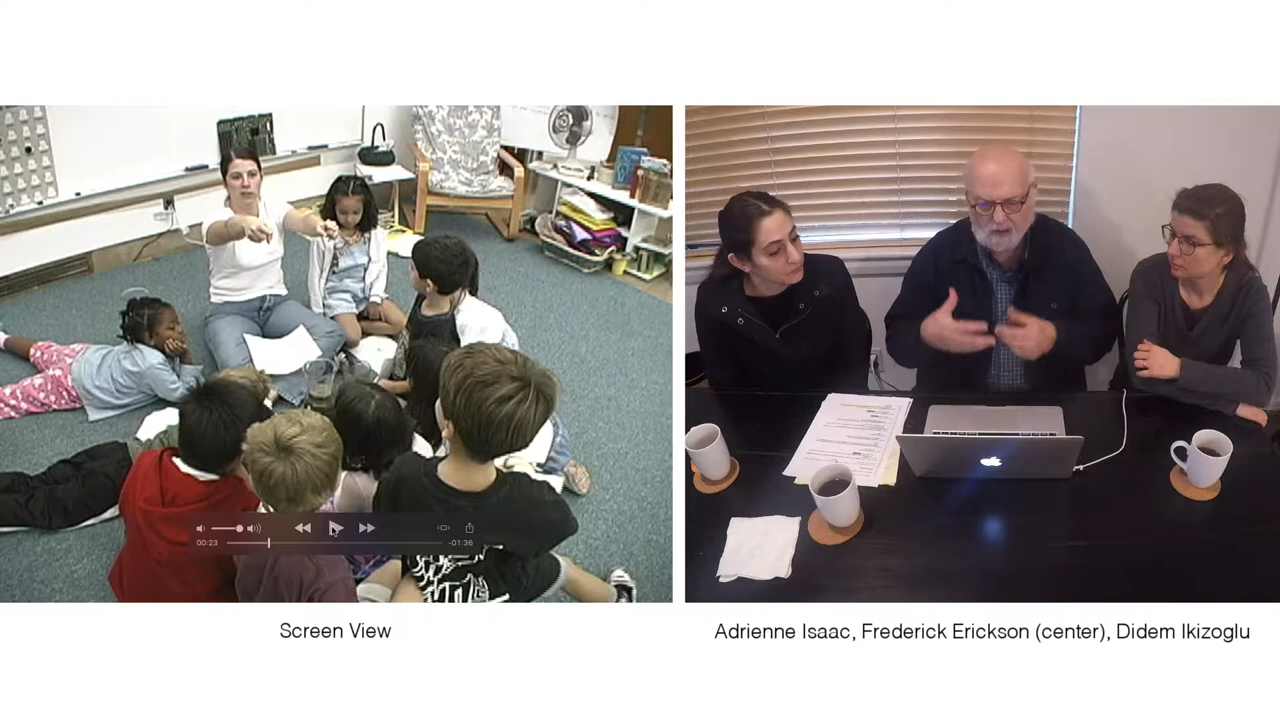 00:23
-01:36
Screen View
Adrienne Isaac, Frederick Erickson (center), Didem Ikizoglu